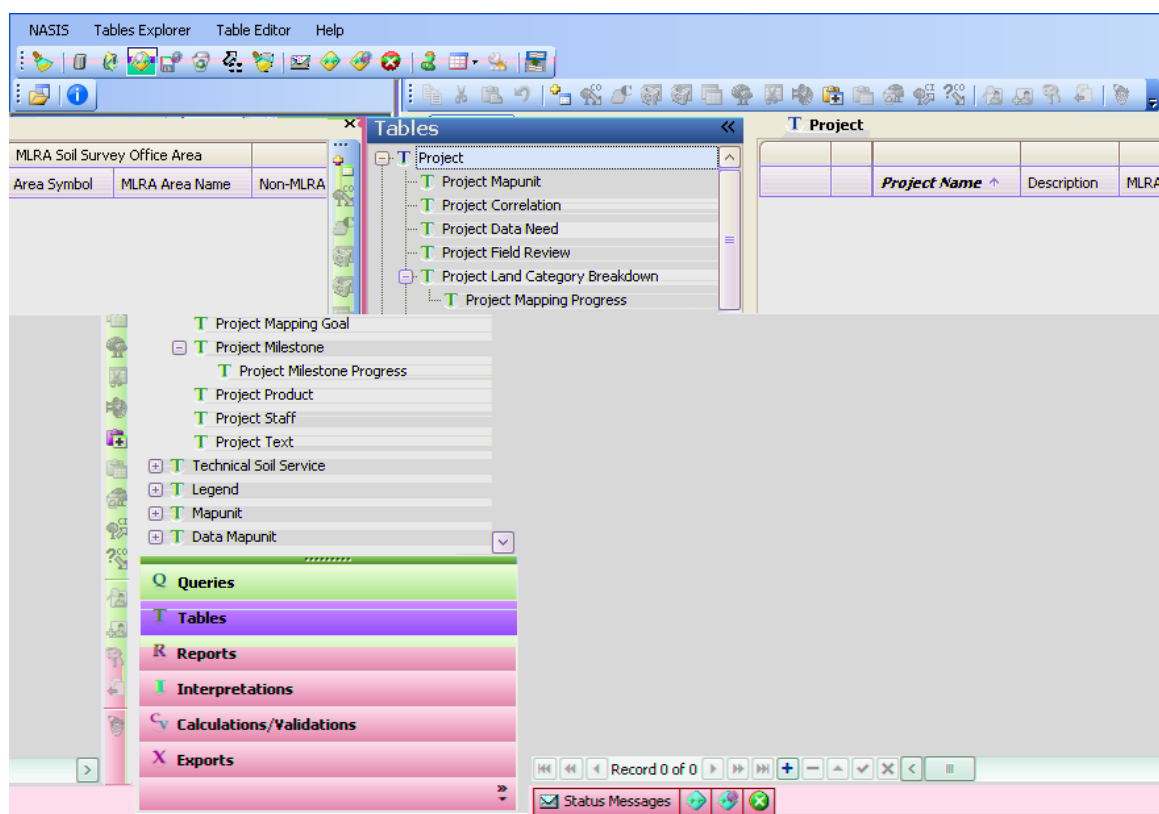 NASIS Tables Explorer Table Editor Help
Tables
T Project
MLRA Soil Survey Office Area
Area Symbol MLRA Area Name Non-MLRA
T Project
T Project Mapunit
T Project Correlation
T Project Data Need
T Project Field Review
T Project Land Category Breakdown
T Project Mapping Progress
Project Name Description MLRA
T Project Mapping Goal
T Project Milestone
T Project Milestone Progress
T Project Product
T Project Staff
T Project Text
T Technical Soil Service
T Legend
T Mapunit
T Data Mapunit
Q Queries
T Tables
R Reports
I Interpretations
CV Calculations/Validations
X Exports
Record 0 of 0
Status Messages